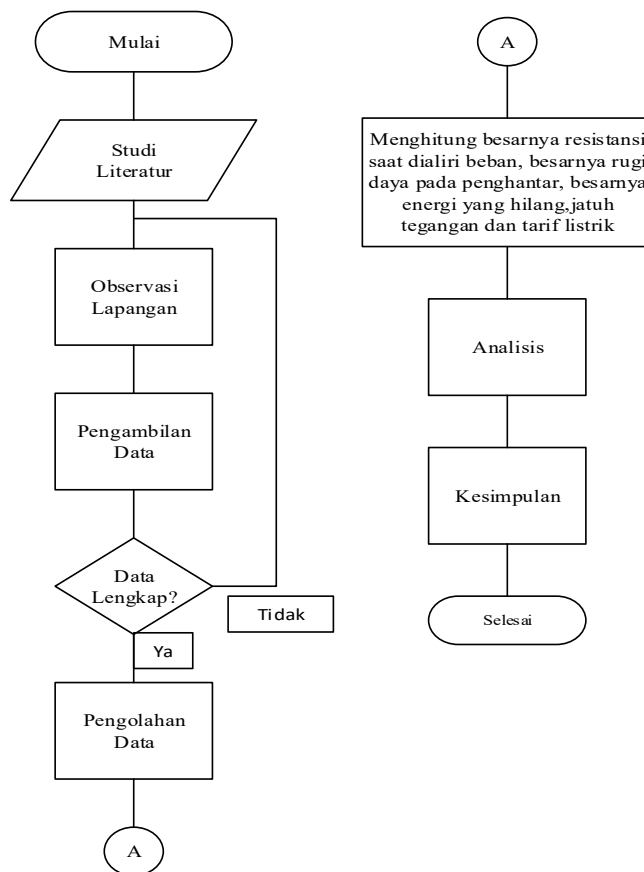 Mulai
Studi
Literatur
Observasi
Lapangan
Pengambilan
Data
Data
Lengkap?
Tidak
Ya
Pengolahan
Data
A
A
Menghitung besarnya resistansi
saat dialiri beban, besarnya rugi
daya pada penghantar, besarnya
energi yang hilang,jatuh
tegangan dan tarif listrik
Analisis
Kesimpulan
Selesai